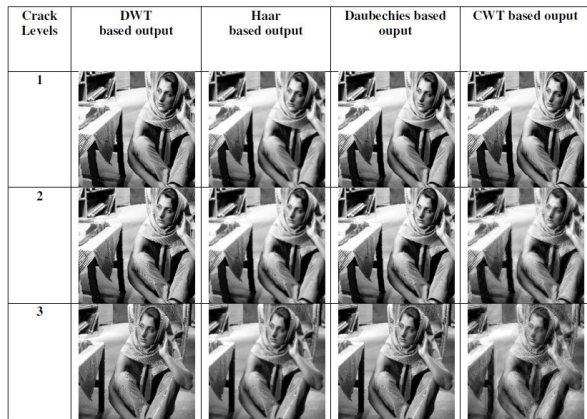 Crack
Levels
DWT
based output
Haar
based output
Daubechies based
ouput
CWT based ouput
1
2
3